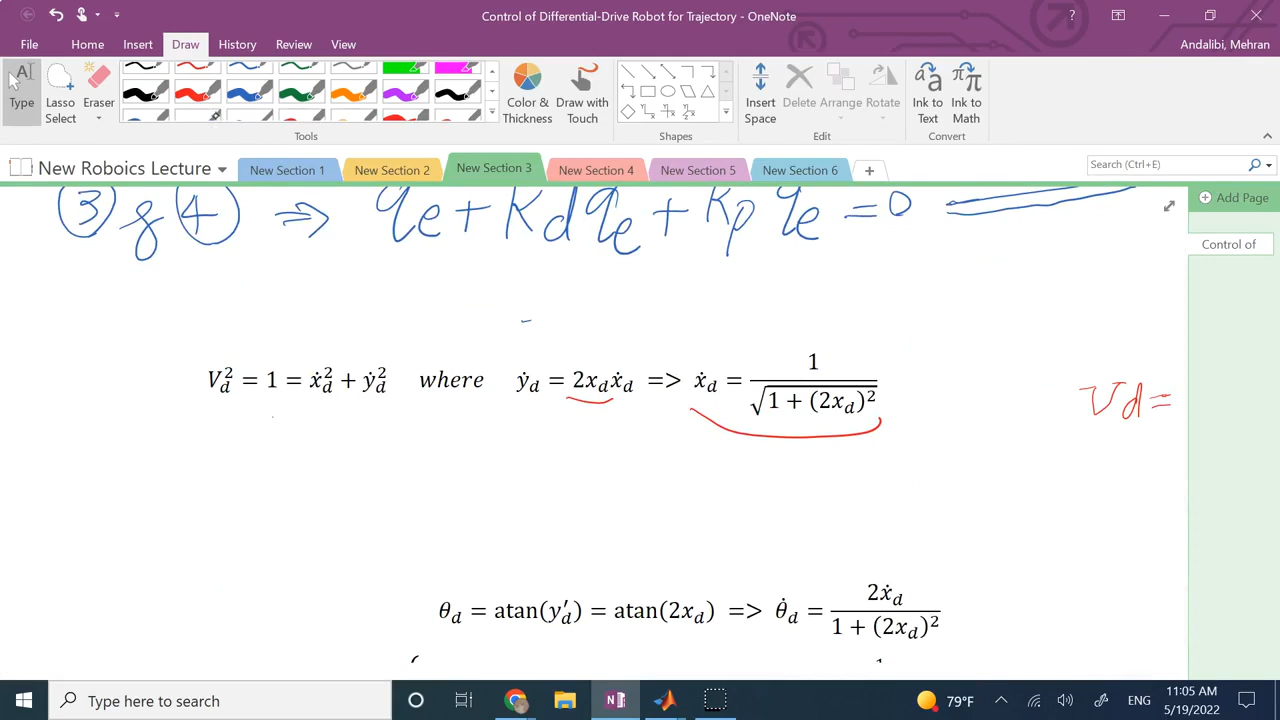 Control of Differential-Drive Robot for Trajectory - OneNote
File Home Insert Draw History Review View
Andalibi, Mehran
Type
Lasso Select
Eraser
Color & Thickness
Draw with Touch
Insert Space
Delete
Arrange
Rotate
Ink to Text
Ink to Math
Tools
Shapes
Edit
Convert
New Roboics Lecture
New Section 1
New Section 2
New Section 3
New Section 4
New Section 5
New Section 6
Search (Ctrl+E)
Add Page
Control of
③ & ④ ⇒ qe + Kd qe + Kp qe = 0
V_d^2 = 1 = ẋ_d^2 + ẏ_d^2 where ẏ_d = 2x_dẋ_d => ẋ_d = 1/√(1 + (2x_d)^2)
Vd=
θ_d = atan(y′_d) = atan(2x_d) => θ̇_d = 2ẋ_d/(1 + (2x_d)^2)
Type here to search
79°F
ENG
11:05 AM
5/19/2022